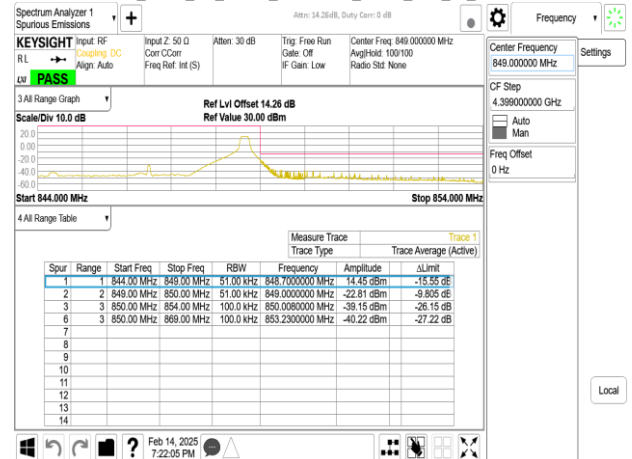 Spectrum Analyzer 1
Spurious Emissions
Attn: 14.26dB, Duty Corr: 0 dB
Frequency
KEYSIGHT
RL
LXI PASS
Input: RF
Coupling: DC
Align: Auto
Input Z: 50 Ω
Corr CCorr
Freq Ref: Int (S)
Atten: 30 dB
Trig: Free Run
Gate: Off
IF Gain: Low
Center Freq: 849.000000 MHz
Avg|Hold: 100/100
Radio Std: None
Center Frequency
849.000000 MHz
Settings
CF Step
4.399000000 GHz
Auto
Man
Freq Offset
0 Hz
3 All Range Graph
Scale/Div 10.0 dB
Ref Lvl Offset 14.26 dB
Ref Value 30.00 dBm
20.0
0.00
-20.0
-40.0
-60.0
Start 844.000 MHz
Stop 854.000 MHz
4 All Range Table
Measure Trace Trace 1
Trace Type Trace Average (Active)
Spur Range Start Freq Stop Freq RBW Frequency Amplitude ΔLimit
1 1 844.00 MHz 849.00 MHz 51.00 kHz 848.7000000 MHz 14.45 dBm -15.55 dB
2 2 849.00 MHz 850.00 MHz 51.00 kHz 849.0000000 MHz -22.81 dBm -9.805 dB
3 3 850.00 MHz 854.00 MHz 100.0 kHz 850.0080000 MHz -39.15 dBm -26.15 dB
6 3 850.00 MHz 869.00 MHz 100.0 kHz 853.2300000 MHz -40.22 dBm -27.22 dB
7
8
9
10
11
12
13
14
Local
Feb 14, 2025
7:22:05 PM